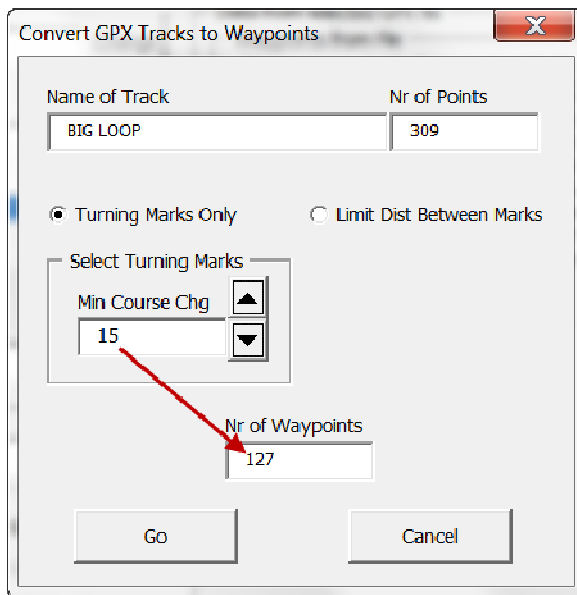 Convert GPX Tracks to Waypoints
Name of Track
Nr of Points
BIG LOOP
309
Turning Marks Only
Limit Dist Between Marks
Select Turning Marks
Min Course Chg
15
Nr of Waypoints
127
Go
Cancel